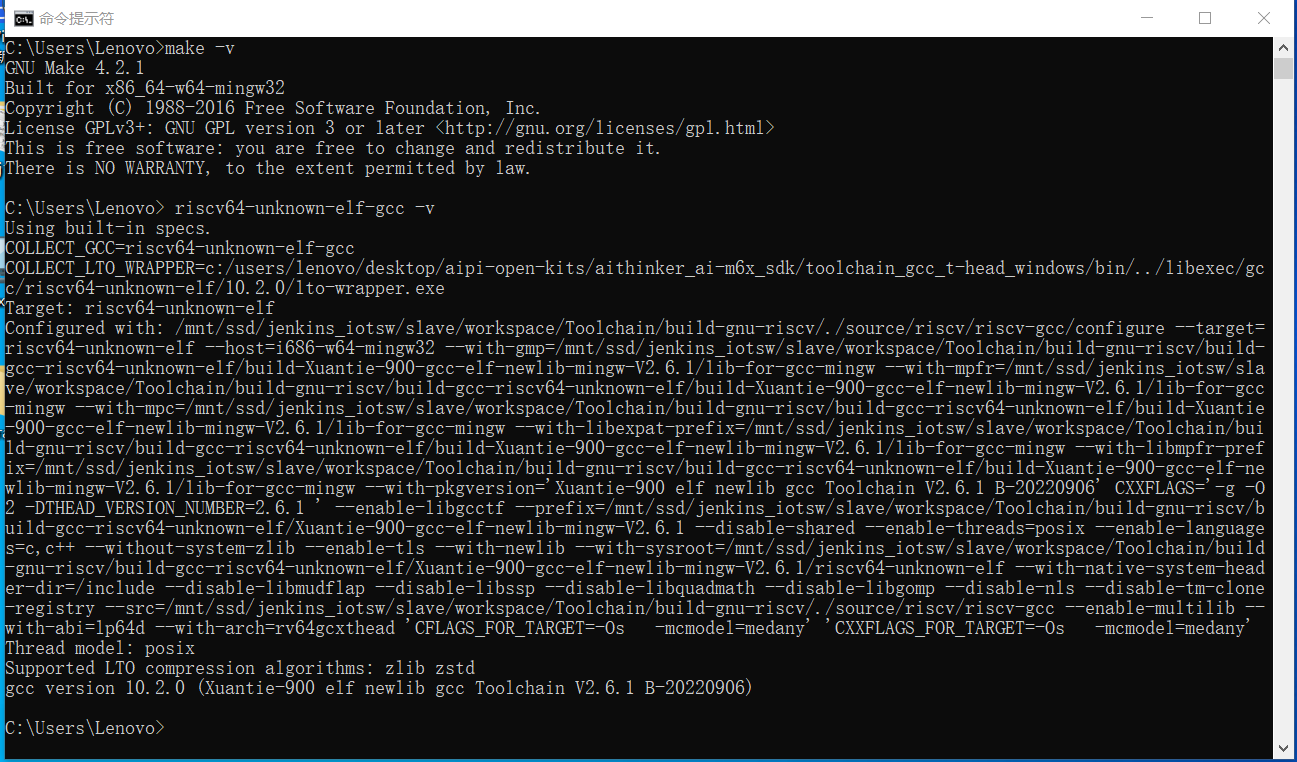 命令提示符
C:\Users\Lenovo>make -v
GNU Make 4.2.1
Built for x86_64-w64-mingw32
Copyright (C) 1988-2016 Free Software Foundation, Inc.
License GPLv3+: GNU GPL version 3 or later <http://gnu.org/licenses/gpl.html>
This is free software: you are free to change and redistribute it.
There is NO WARRANTY, to the extent permitted by law.
C:\Users\Lenovo> riscv64-unknown-elf-gcc -v
Using built-in specs.
COLLECT_GCC=riscv64-unknown-elf-gcc
COLLECT_LTO_WRAPPER=c:/users/lenovo/desktop/aipi-open-kits/aithinker_ai-m6x_sdk/toolchain_gcc_t-head_windows/bin/../libexec/gc
c/riscv64-unknown-elf/10.2.0/lto-wrapper.exe
Target: riscv64-unknown-elf
Configured with: /mnt/ssd/jenkins_iotsw/slave/workspace/Toolchain/build-gnu-riscv/./source/riscv/riscv-gcc/configure --target=
riscv64-unknown-elf --host=i686-w64-mingw32 --with-gmp=/mnt/ssd/jenkins_iotsw/slave/workspace/Toolchain/build-gnu-riscv/build-
gcc-riscv64-unknown-elf/build-Xuantie-900-gcc-elf-newlib-mingw-V2.6.1/lib-for-gcc-mingw --with-mpfr=/mnt/ssd/jenkins_iotsw/sla
ve/workspace/Toolchain/build-gnu-riscv/build-gcc-riscv64-unknown-elf/build-Xuantie-900-gcc-elf-newlib-mingw-V2.6.1/lib-for-gcc
-mingw --with-mpc=/mnt/ssd/jenkins_iotsw/slave/workspace/Toolchain/build-gnu-riscv/build-gcc-riscv64-unknown-elf/build-Xuantie
-900-gcc-elf-newlib-mingw-V2.6.1/lib-for-gcc-mingw --with-libexpat-prefix=/mnt/ssd/jenkins_iotsw/slave/workspace/Toolchain/bui
ld-gnu-riscv/build-gcc-riscv64-unknown-elf/build-Xuantie-900-gcc-elf-newlib-mingw-V2.6.1/lib-for-gcc-mingw --with-libmpfr-pref
ix=/mnt/ssd/jenkins_iotsw/slave/workspace/Toolchain/build-gnu-riscv/build-gcc-riscv64-unknown-elf/build-Xuantie-900-gcc-elf-ne
wlib-mingw-V2.6.1/lib-for-gcc-mingw --with-pkgversion='Xuantie-900 elf newlib gcc Toolchain V2.6.1 B-20220906' CXXFLAGS='-g -O
2 -DTHEAD_VERSION_NUMBER=2.6.1 ' --enable-libgcctf --prefix=/mnt/ssd/jenkins_iotsw/slave/workspace/Toolchain/build-gnu-riscv/b
uild-gcc-riscv64-unknown-elf/Xuantie-900-gcc-elf-newlib-mingw-V2.6.1 --disable-shared --enable-threads=posix --enable-language
s=c,c++ --without-system-zlib --enable-tls --with-newlib --with-sysroot=/mnt/ssd/jenkins_iotsw/slave/workspace/Toolchain/build
-gnu-riscv/build-gcc-riscv64-unknown-elf/Xuantie-900-gcc-elf-newlib-mingw-V2.6.1/riscv64-unknown-elf --with-native-system-head
er-dir=/include --disable-libmudflap --disable-libssp --disable-libquadmath --disable-libgomp --disable-nls --disable-tm-clone
-registry --src=/mnt/ssd/jenkins_iotsw/slave/workspace/Toolchain/build-gnu-riscv/./source/riscv/riscv-gcc --enable-multilib --
with-abi=lp64d --with-arch=rv64gcxthead 'CFLAGS_FOR_TARGET=-Os   -mcmodel=medany' 'CXXFLAGS_FOR_TARGET=-Os   -mcmodel=medany'
Thread model: posix
Supported LTO compression algorithms: zlib zstd
gcc version 10.2.0 (Xuantie-900 elf newlib gcc Toolchain V2.6.1 B-20220906)
C:\Users\Lenovo>